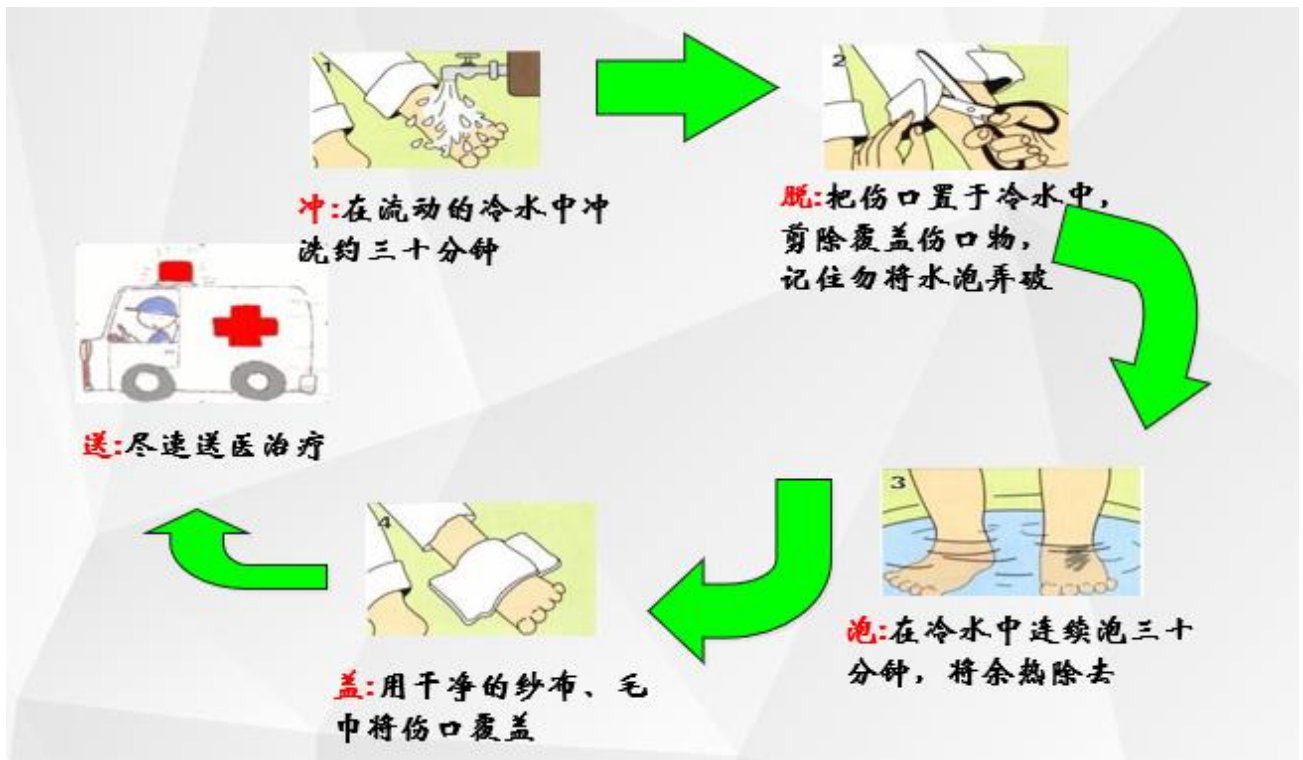 1
冲:在流动的冷水中冲
洗约三十分钟
2
脱:把伤口置于冷水中,
剪除覆盖伤口物,
记住勿将水泡弄破
3
泡:在冷水中连续泡三十
分钟,将余热除去
4
盖:用干净的纱布、毛
巾将伤口覆盖
送:尽速送医治疗